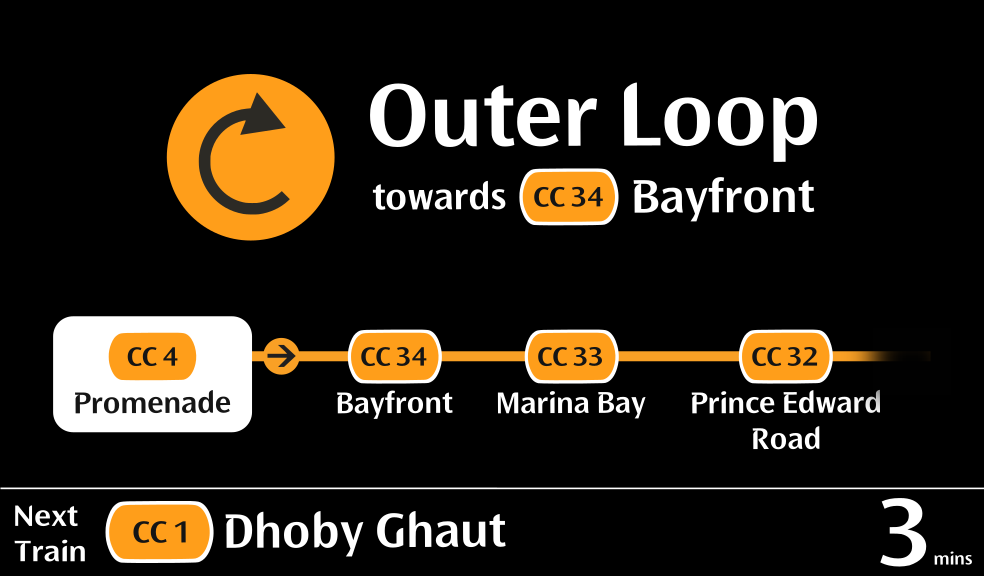 Outer Loop
towards CC 34 Bayfront
CC 4 CC 34 CC 33 CC 32
Promenade Bayfront Marina Bay Prince Edward
Road
Next
Train
CC 1 Dhoby Ghaut
3 mins